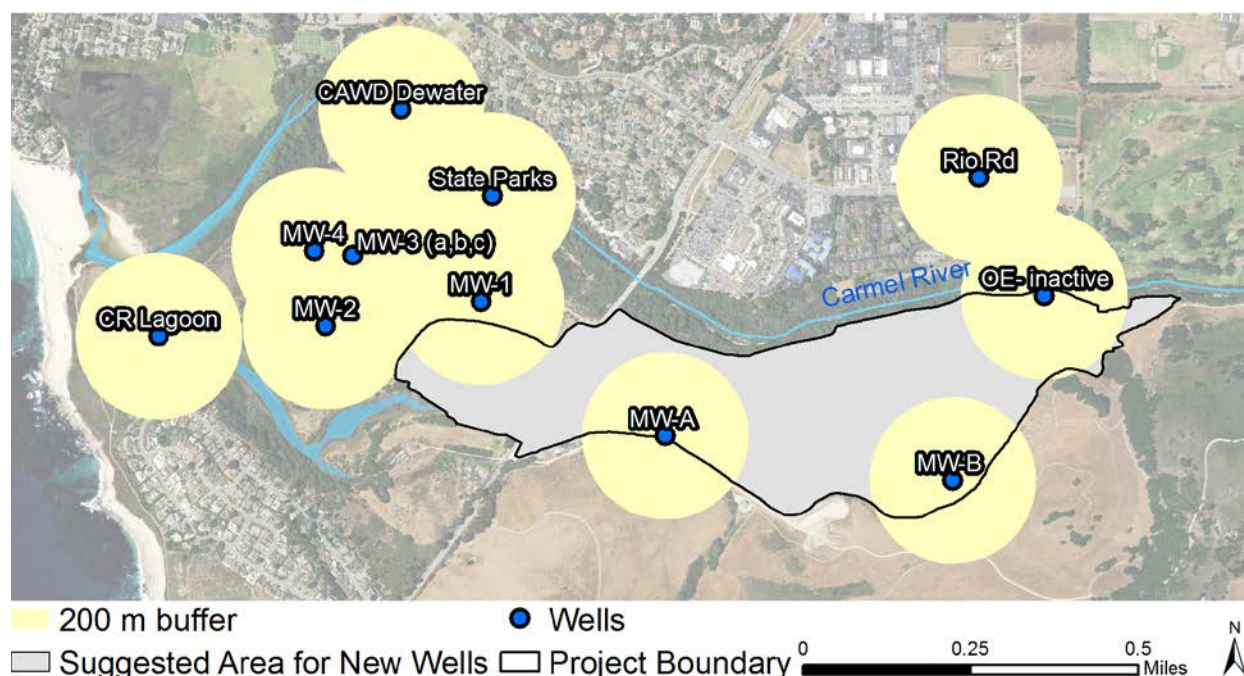 CAWD Dewater
Rio Rd
State Parks
MW-4
MW-3 (a,b,c)
OE- inactive
Carmel River
MW-1
CR Lagoon
MW-2
MW-A
MW-B
200 m buffer
Wells
Suggested Area for New Wells
Project Boundary
0
0.25
0.5
Miles
N